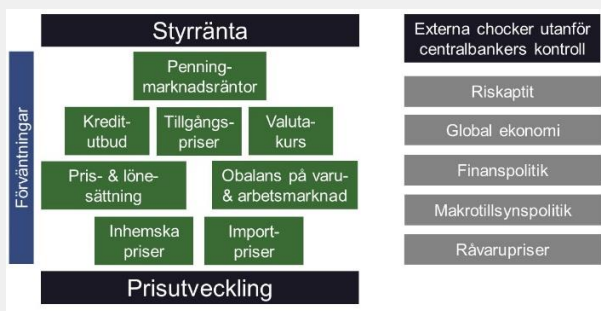 Styrränta
Förväntningar
Penning-
marknadsräntor
Kredit-
utbud
Tillgångs-
priser
Valuta-
kurs
Pris- & löne-
sättning
Obalans på varu-
& arbetsmarknad
Inhemska
priser
Import-
priser
Prisutveckling
Externa chocker utanför
centralbankers kontroll
Riskaptit
Global ekonomi
Finanspolitik
Makrotillsynspolitik
Råvarupriser